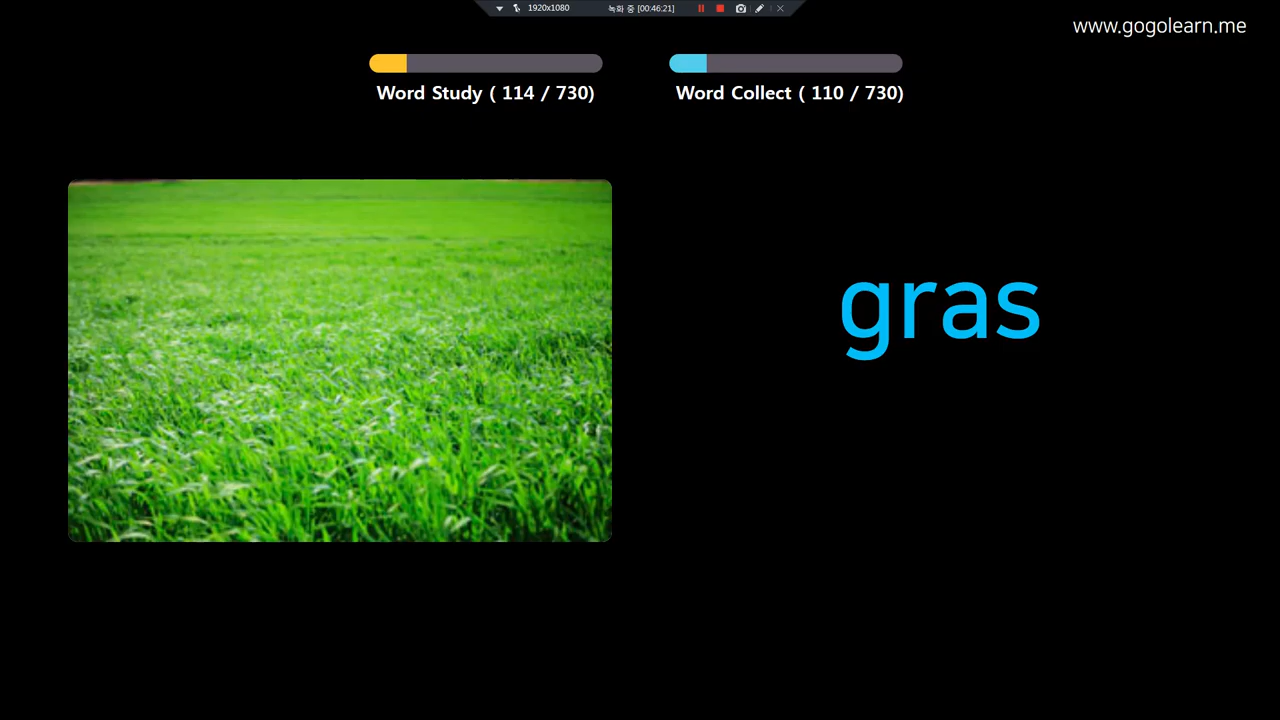 1920x1080 녹화 중 [00:46:21]
www.gogolearn.me
Word Study ( 114 / 730)
Word Collect ( 110 / 730)
gras